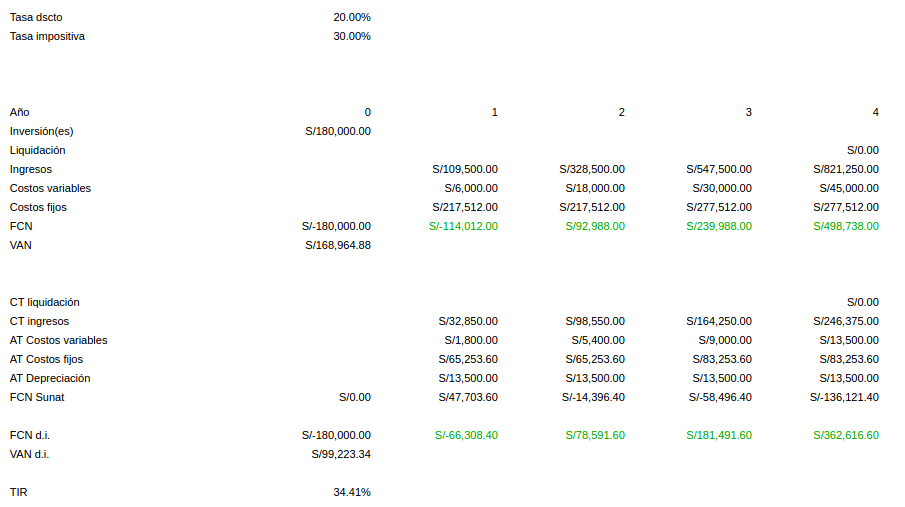 Tasa dscto 20.00%
Tasa impositiva 30.00%
Año 0 1 2 3 4
Inversión(es) S/180,000.00
Liquidación S/0.00
Ingresos S/109,500.00 S/328,500.00 S/547,500.00 S/821,250.00
Costos variables S/6,000.00 S/18,000.00 S/30,000.00 S/45,000.00
Costos fijos S/217,512.00 S/217,512.00 S/277,512.00 S/277,512.00
FCN S/-180,000.00 S/-114,012.00 S/92,988.00 S/239,988.00 S/498,738.00
VAN S/168,964.88
CT liquidación S/0.00
CT ingresos S/32,850.00 S/98,550.00 S/164,250.00 S/246,375.00
AT Costos variables S/1,800.00 S/5,400.00 S/9,000.00 S/13,500.00
AT Costos fijos S/65,253.60 S/65,253.60 S/83,253.60 S/83,253.60
AT Depreciación S/13,500.00 S/13,500.00 S/13,500.00 S/13,500.00
FCN Sunat S/0.00 S/47,703.60 S/-14,396.40 S/-58,496.40 S/-136,121.40
FCN d.i. S/-180,000.00 S/-66,308.40 S/78,591.60 S/181,491.60 S/362,616.60
VAN d.i. S/99,223.34
TIR 34.41%